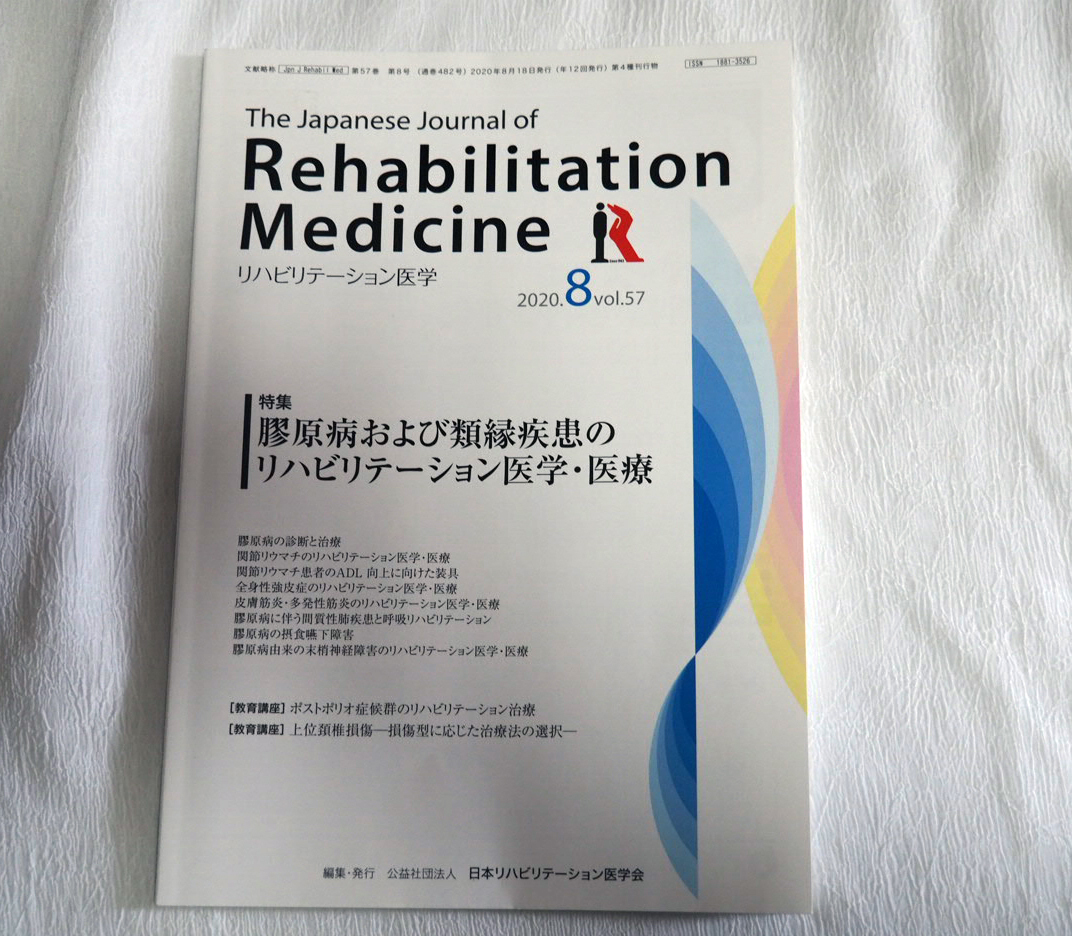 文献略称 Jpn J Rehabil Med 第57巻 第8号 (通巻482号) 2020年8月18日発行 (年12回発行) 第4種刊行物 ISSN 1881-3526
The Japanese Journal of
Rehabilitation
Medicine
リハビリテーション医学
2020.8 vol.57
特集
膠原病および類縁疾患の
リハビリテーション医学・医療
膠原病の診断と治療
関節リウマチのリハビリテーション医学・医療
関節リウマチ患者のADL 向上に向けた装具
全身性強皮症のリハビリテーション医学・医療
皮膚筋炎・多発性筋炎のリハビリテーション医学・医療
膠原病に伴う間質性肺疾患と呼吸リハビリテーション
膠原病の摂食嚥下障害
膠原病由来の末梢神経障害のリハビリテーション医学・医療
[教育講座] ポストポリオ症候群のリハビリテーション治療
[教育講座] 上位頚椎損傷―損傷型に応じた治療法の選択―
編集・発行 公益社団法人 日本リハビリテーション医学会